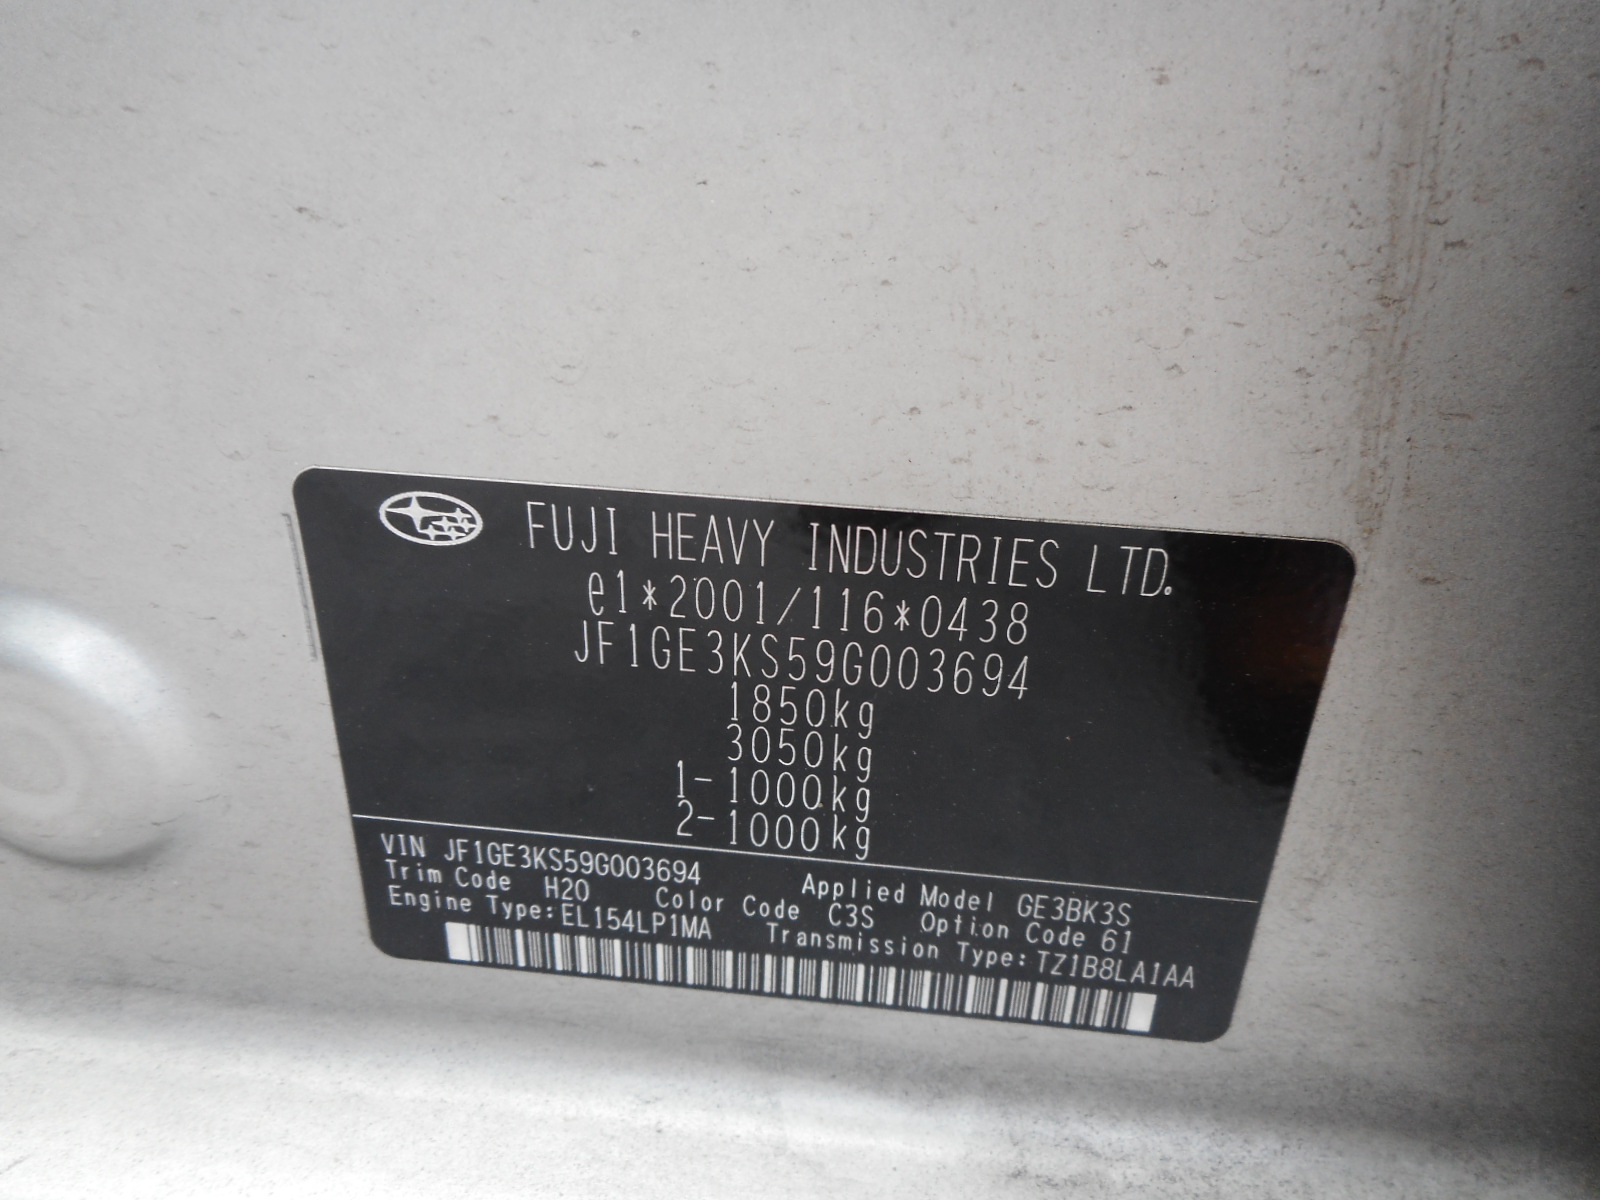 FUJI HEAVY INDUSTRIES LTD.
e1*2001/116*0438
JF1GE3KS59G003694
1850kg
3050kg
1-1000kg
2-1000kg
VIN JF1GE3KS59G003694 Applied Model GE3BK3S
Trim Code H20 Color Code C3S Option Code 61
Engine Type:EL154LP1MA Transmission Type:TZ1B8LA1AA